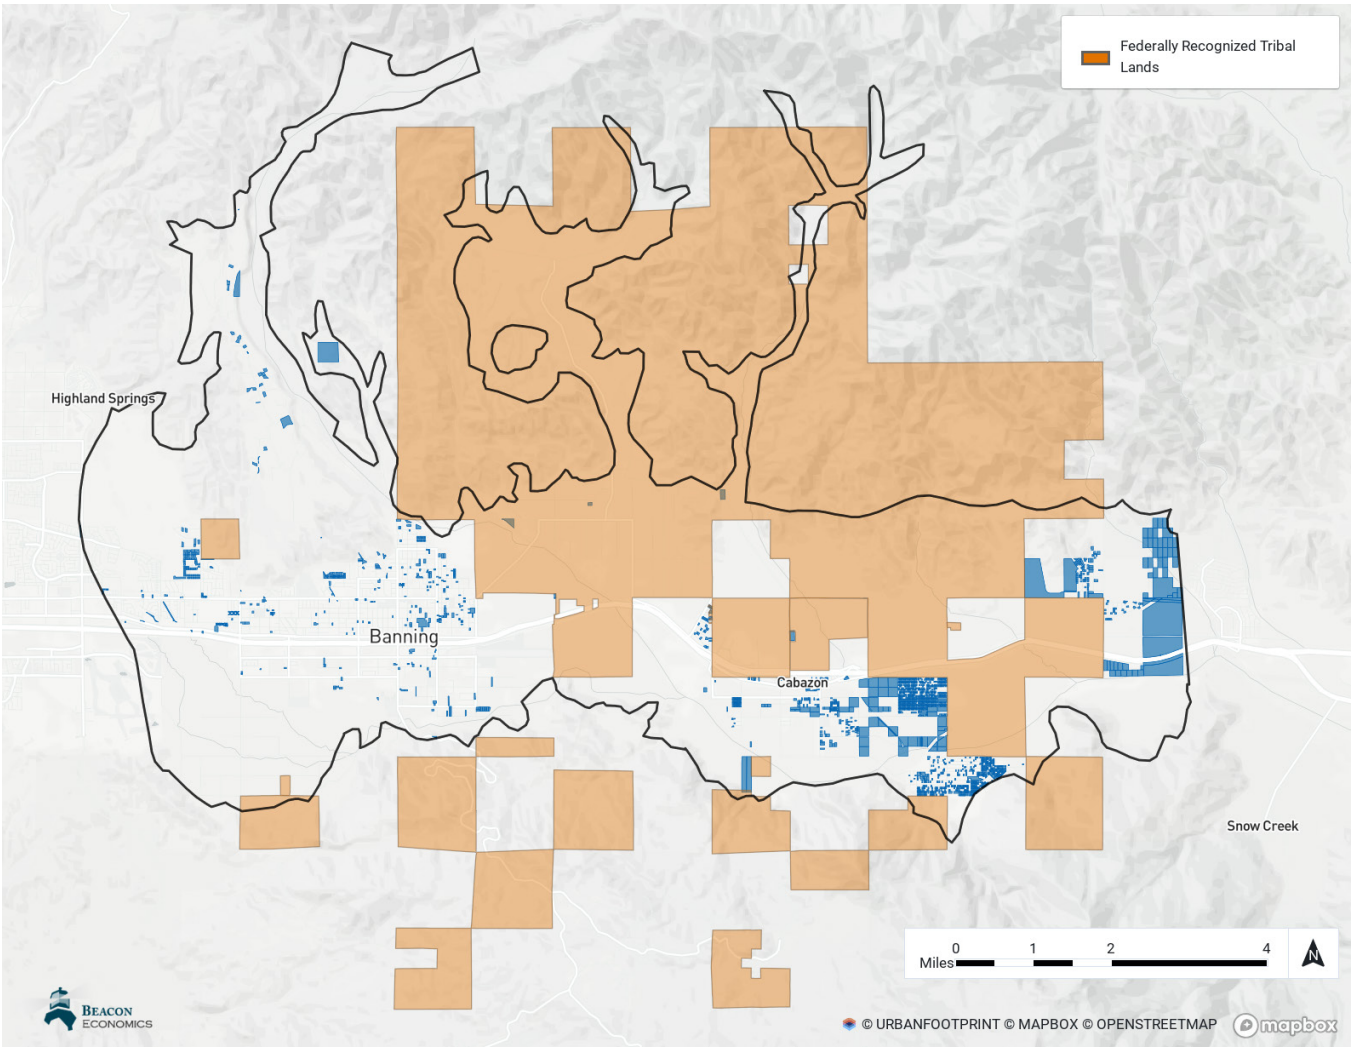 Federally Recognized Tribal
Lands
Highland Springs
Banning
Cabazon
Snow Creek
0 1 2 4
Miles
N
BEACON
ECONOMICS
© URBANFOOTPRINT © MAPBOX © OPENSTREETMAP
mapbox